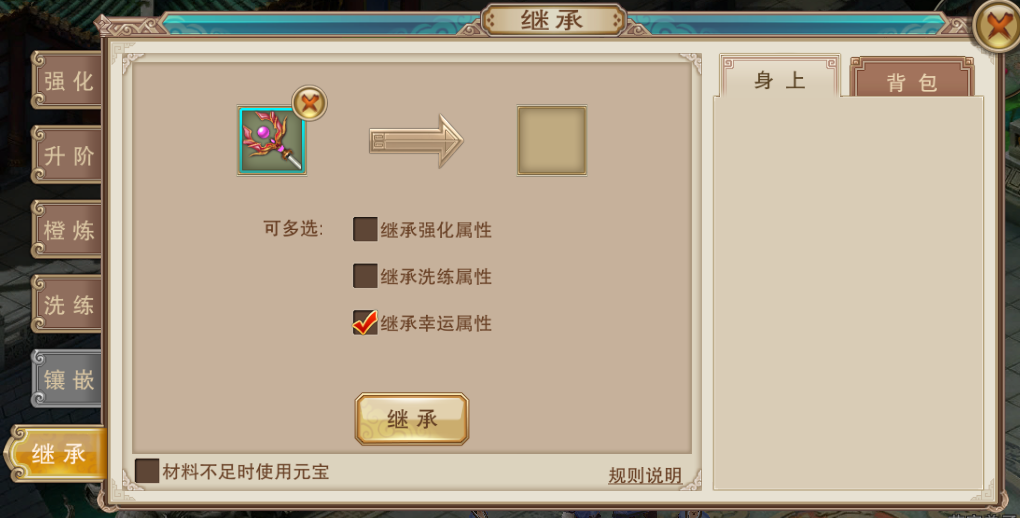 继承
强化
升阶
橙炼
洗练
镶嵌
继承
可多选:
继承强化属性
继承洗练属性
继承幸运属性
继承
材料不足时使用元宝
规则说明
身上
背包